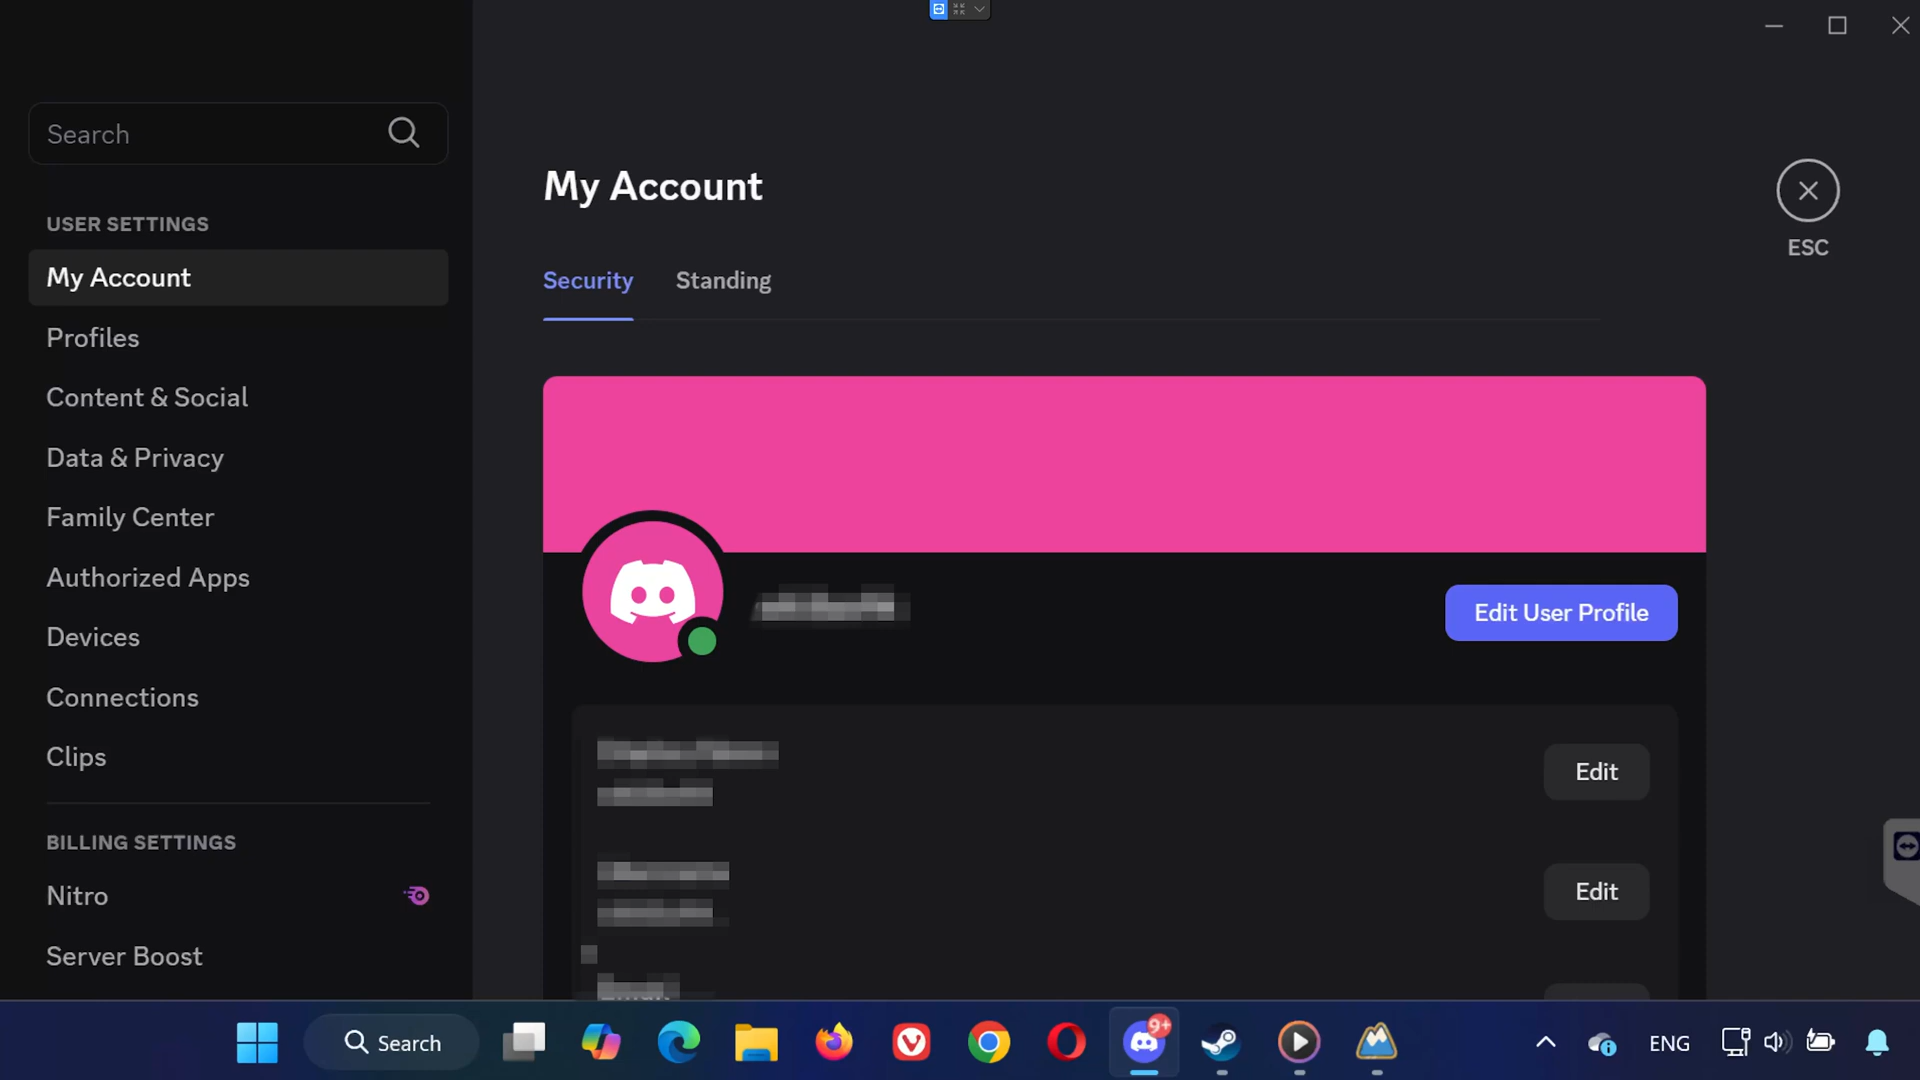 Search
USER SETTINGS
My Account
Profiles
Content & Social
Data & Privacy
Family Center
Authorized Apps
Devices
Connections
Clips
BILLING SETTINGS
Nitro
Server Boost
My Account
ESC
Security Standing
Edit User Profile
Edit
Edit
Search
9+
ENG